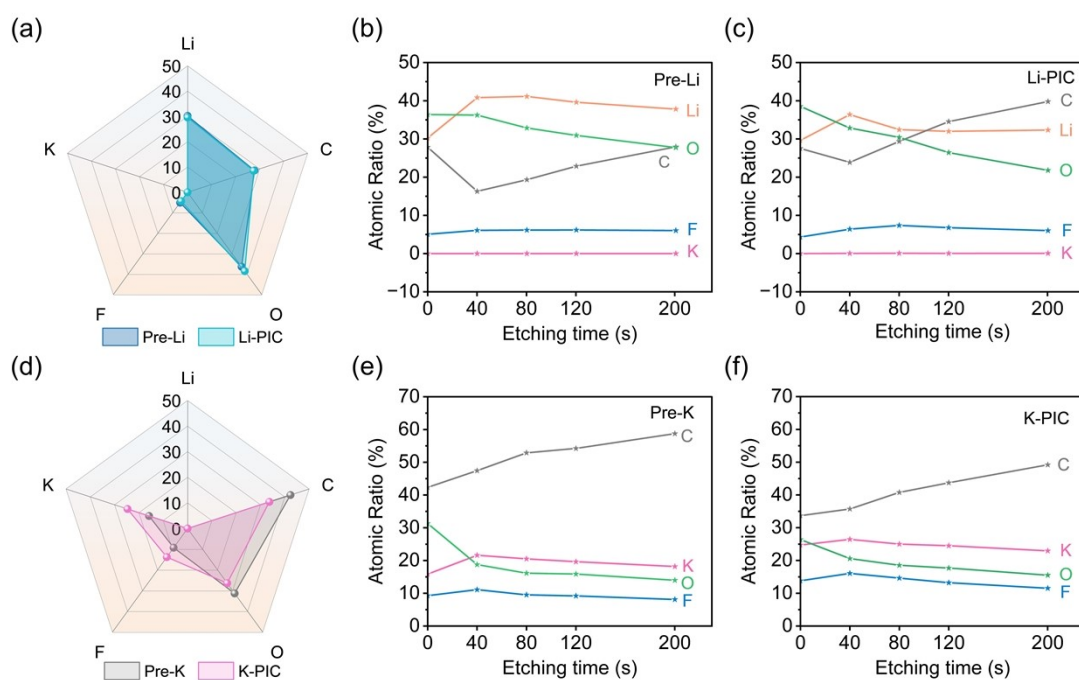 (a)
Li
50
40
30
20
10
0
K
C
F
O
Pre-Li
Li-PIC
(b)
Pre-Li
50
40
30
20
10
0
−10
Atomic Ratio (%)
Li
O
C
F
K
0
40
80
120
200
Etching time (s)
(c)
Li-PIC
50
40
30
20
10
0
−10
Atomic Ratio (%)
C
Li
O
F
K
0
40
80
120
200
Etching time (s)
(d)
Li
50
40
30
20
10
0
K
C
F
O
Pre-K
K-PIC
(e)
Pre-K
70
60
50
40
30
20
10
0
Atomic Ratio (%)
C
K
O
F
0
40
80
120
200
Etching time (s)
(f)
K-PIC
70
60
50
40
30
20
10
0
Atomic Ratio (%)
C
K
O
F
0
40
80
120
200
Etching time (s)